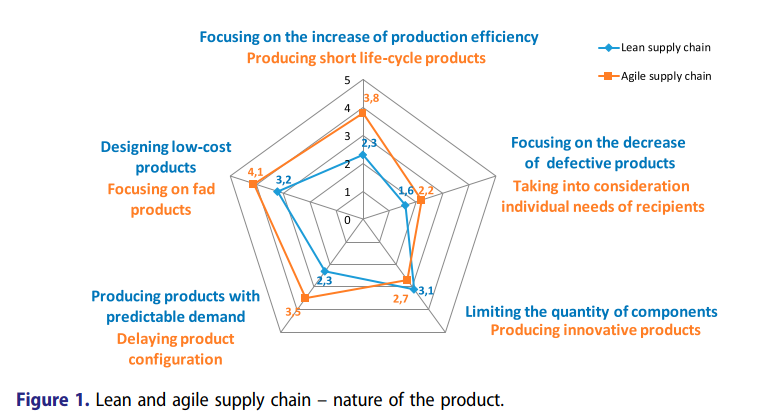 Focusing on the increase of production efficiency
Producing short life-cycle products
Lean supply chain
Agile supply chain
5
4
3
2
1
0
3,8
2,3
1,6
2,2
3,1
2,7
2,3
3,5
3,2
4,1
Focusing on the decrease
of defective products
Taking into consideration
individual needs of recipients
Limiting the quantity of components
Producing innovative products
Producing products with
predictable demand
Delaying product
configuration
Designing low-cost
products
Focusing on fad
products
Figure 1. Lean and agile supply chain – nature of the product.